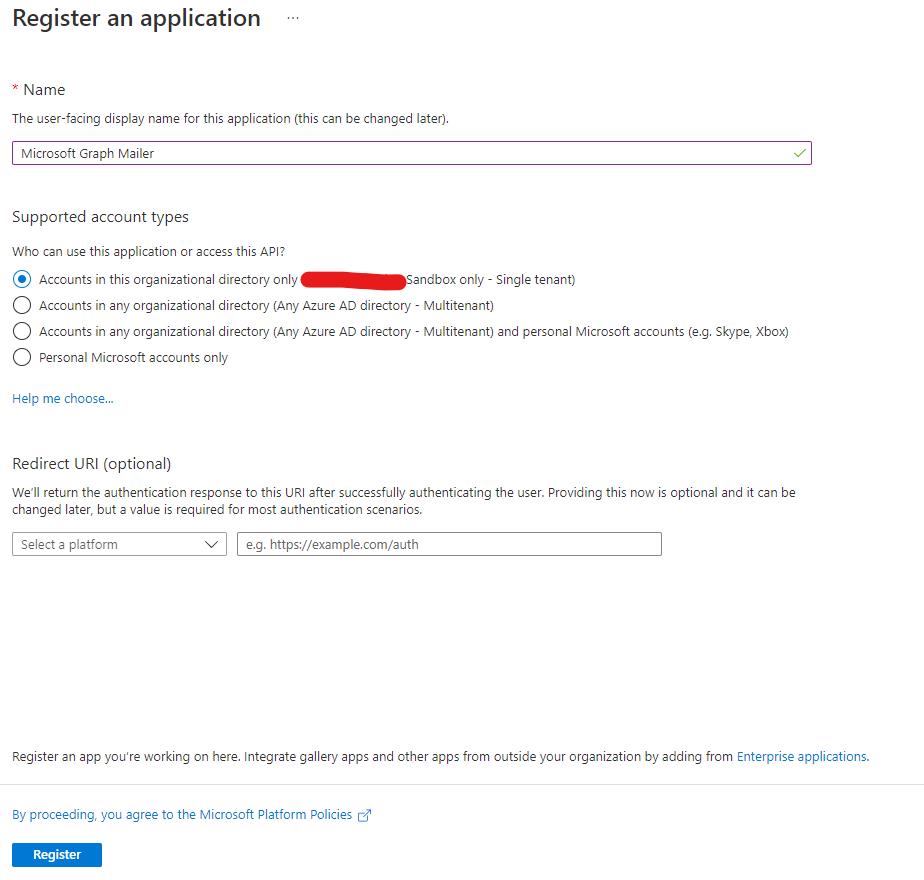 Register an application ...
* Name
The user-facing display name for this application (this can be changed later).
Microsoft Graph Mailer
Supported account types
Who can use this application or access this API?
Accounts in this organizational directory only Sandbox only - Single tenant)
Accounts in any organizational directory (Any Azure AD directory - Multitenant)
Accounts in any organizational directory (Any Azure AD directory - Multitenant) and personal Microsoft accounts (e.g. Skype, Xbox)
Personal Microsoft accounts only
Help me choose...
Redirect URI (optional)
We'll return the authentication response to this URI after successfully authenticating the user. Providing this now is optional and it can be
changed later, but a value is required for most authentication scenarios.
Select a platform e.g. https://example.com/auth
Register an app you're working on here. Integrate gallery apps and other apps from outside your organization by adding from Enterprise applications.
By proceeding, you agree to the Microsoft Platform Policies
Register